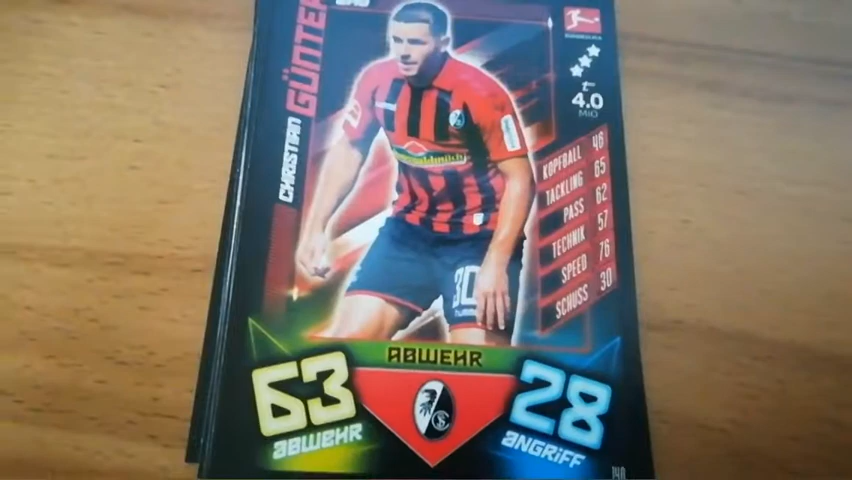 CHRISTIAN
GÜNTER
BUNDESLIGA
4.0
MIO
KOPFBALL 46
TACKLING 65
PASS 62
TECHNIK 57
SPEED 76
SCHUSS 30
30
ABWEHR
63
ABWEHR
28
ANGRIFF